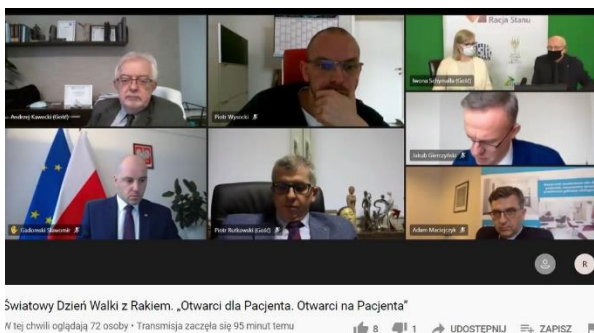 Racja Stanu
Andrzej Kawecki (Gość)
Piotr Wysocki
Iwona Schymalla (Gość)
Jakub Gierczyński
Gadomski Sławomir
Piotr Rutkowski (Gość)
Adam Maciejczyk
R
Światowy Dzień Walki z Rakiem. „Otwarci dla Pacjenta. Otwarci na Pacjenta”
W tej chwili oglądają 72 osoby • Transmisja zaczęła się 95 minut temu
8 1 UDOSTĘPNIJ ZAPISZ